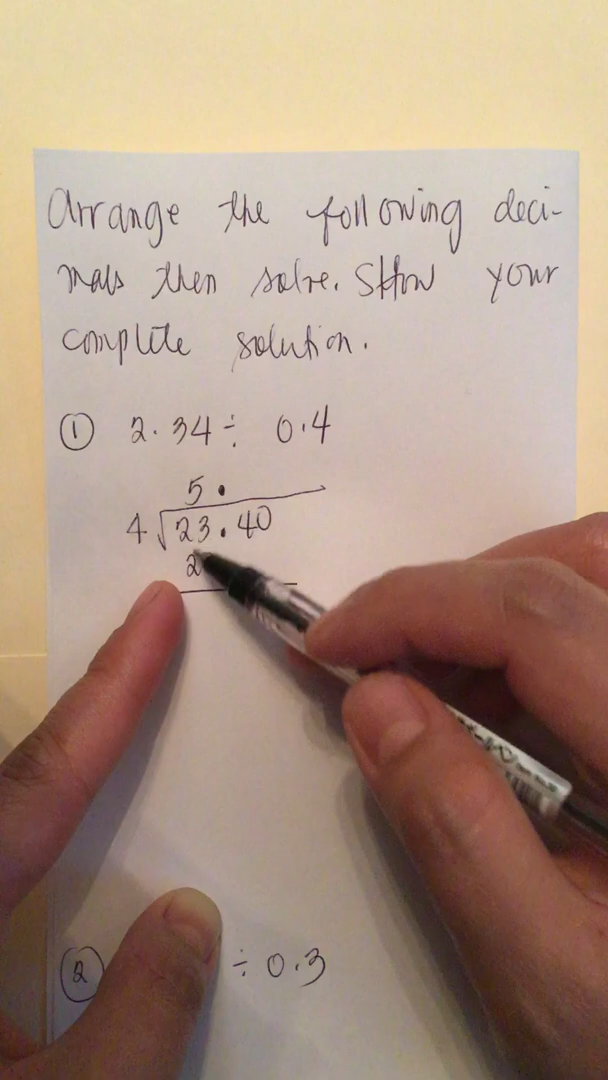 Arrange the following deci-
mals then solve. Show your
complete solution.
① 2.34 ÷ 0.4
5.
4 √23.40
2
② ÷ 0.3